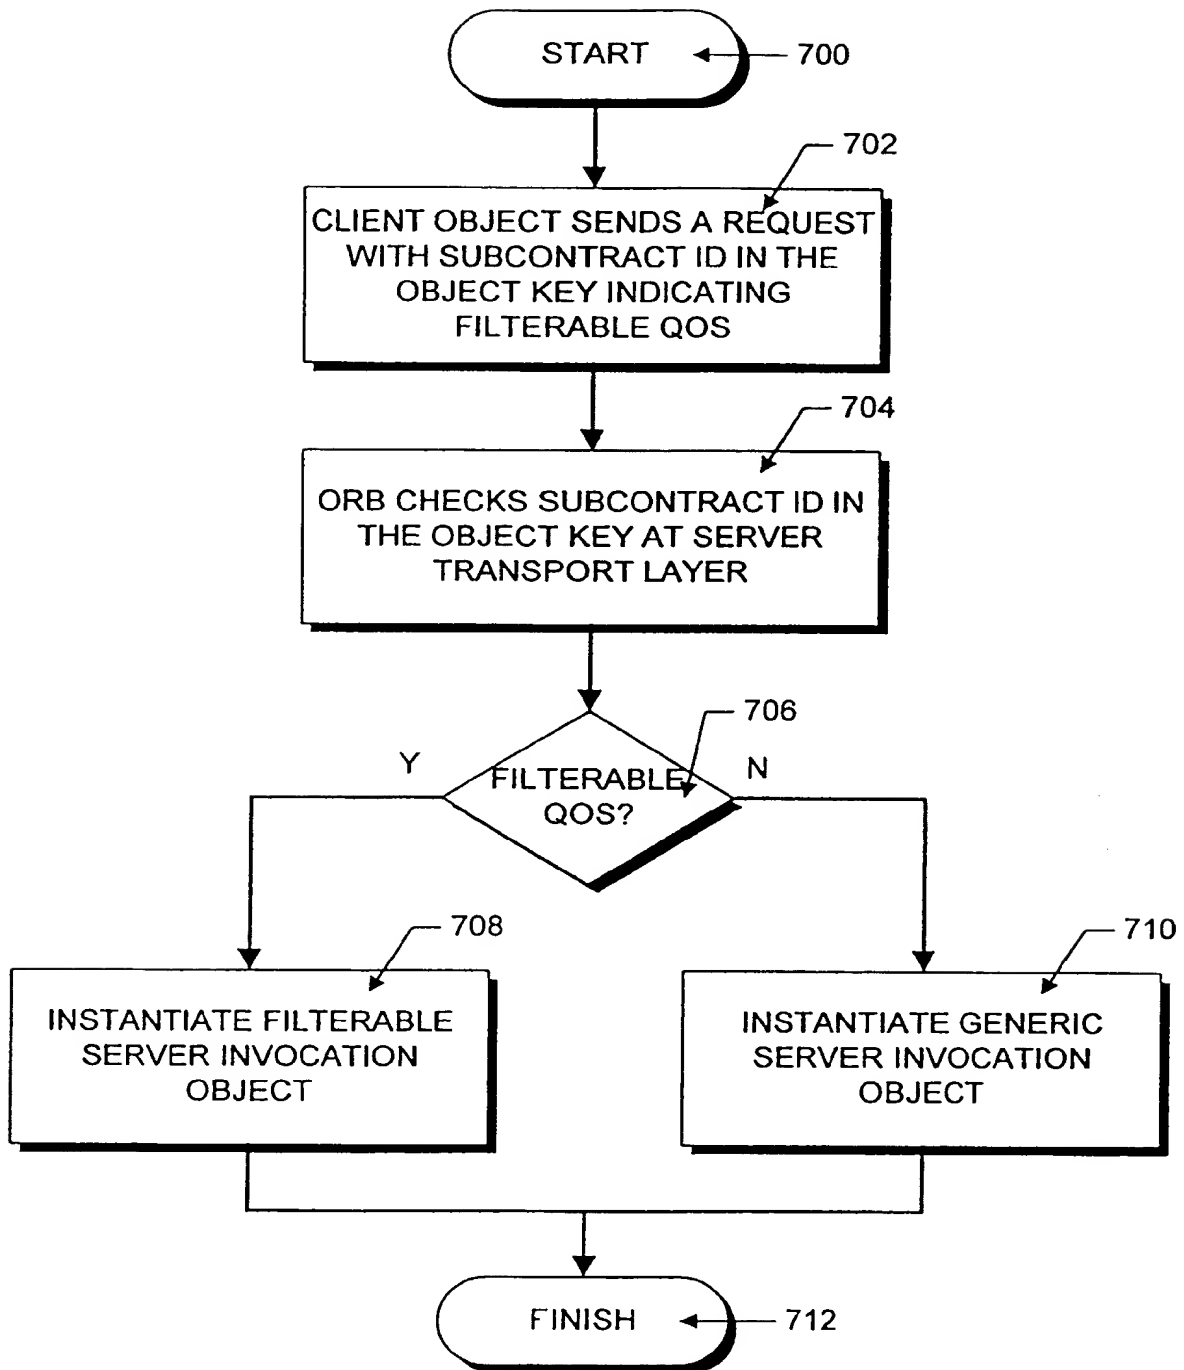 START
700
702
CLIENT OBJECT SENDS A REQUEST
WITH SUBCONTRACT ID IN THE
OBJECT KEY INDICATING
FILTERABLE QOS
704
ORB CHECKS SUBCONTRACT ID IN
THE OBJECT KEY AT SERVER
TRANSPORT LAYER
706
Y
N
FILTERABLE
QOS?
708
710
INSTANTIATE FILTERABLE
SERVER INVOCATION
OBJECT
INSTANTIATE GENERIC
SERVER INVOCATION
OBJECT
FINISH
712